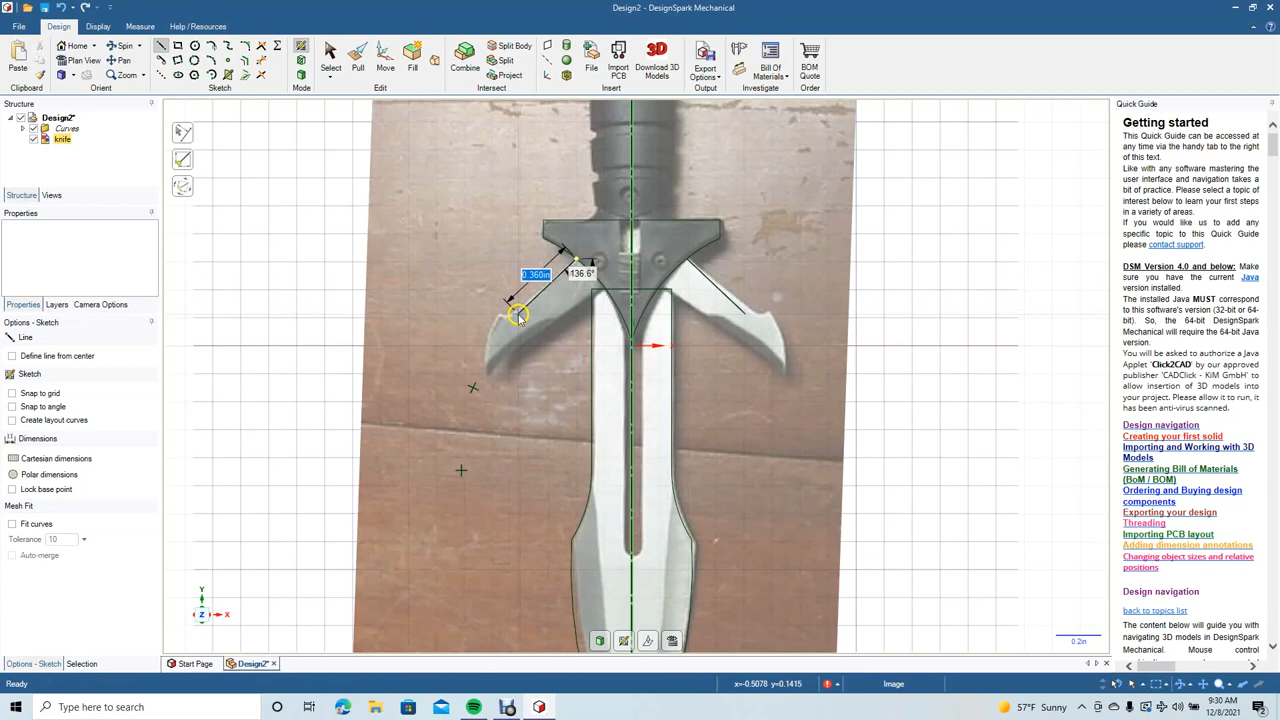 Design2 - DesignSpark Mechanical
File Design Display Measure Help / Resources
Paste Home Spin Select Pull Move Fill Combine Split Body File Import PCB Download 3D Models Export Options Bill Of Materials BOM Quote
Plan View Pan Split
Zoom Project
Clipboard Orient Sketch Mode Edit Intersect Insert Output Investigate Order
Structure
Design2*
Curves
knife
Structure Views
Properties
Properties Layers Camera Options
Options - Sketch
Line
Define line from center
Sketch
Snap to grid
Snap to angle
Create layout curves
Dimensions
Cartesian dimensions
Polar dimensions
Lock base point
Mesh Fit
Fit curves
Tolerance 10
Auto-merge
Options - Sketch Selection
0.360in
136.6°
Y
Z X
0.2in
Start Page Design2*
Quick Guide
Getting started
This Quick Guide can be accessed at
any time via the handy tab to the right
of this text.
Like with any software mastering the
user interface and navigation takes a
bit of practice. Please select a topic of
interest below to learn your first steps
in a variety of areas.
If you would like us to add any
specific topic to this Quick Guide
please contact support.
DSM Version 4.0 and below: Make
sure you have the current Java
version installed.
The installed Java MUST correspond
to this software's version (32-bit or 64-
bit). So, the 64-bit DesignSpark
Mechanical will require the 64-bit Java
version.
You will be asked to authorize a Java
Applet 'Click2CAD' by our approved
publisher 'CADClick - KiM GmbH' to
allow insertion of 3D models into
your project. Please allow it to run, it
has been anti-virus scanned.
Design navigation
Creating your first solid
Importing and Working with 3D
Models
Generating Bill of Materials
(BoM / BOM)
Ordering and Buying design
components
Exporting your design
Threading
Importing PCB layout
Adding dimension annotations
Changing object sizes and relative
positions
Design navigation
back to topics list
The content below will guide you with
navigating 3D models in DesignSpark
Mechanical. Mouse control
Ready x=-0.5078 y=0.1415 Image
Type here to search
57°F Sunny
9:30 AM
12/8/2021